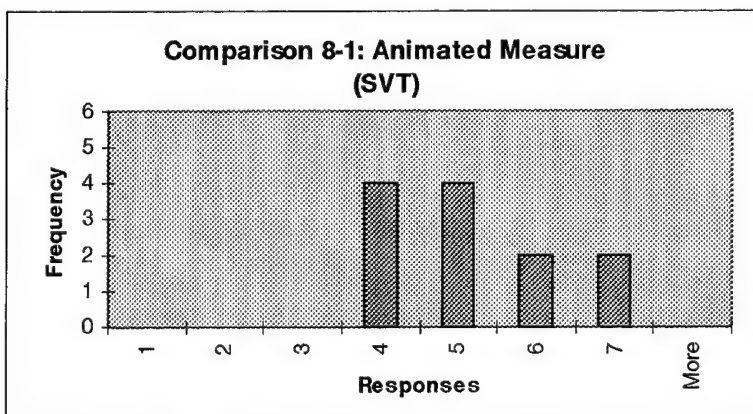 Comparison 8-1: Animated Measure
(SVT)
6
5
4
3
2
1
0
Frequency
1
2
3
4
5
6
7
More
Responses